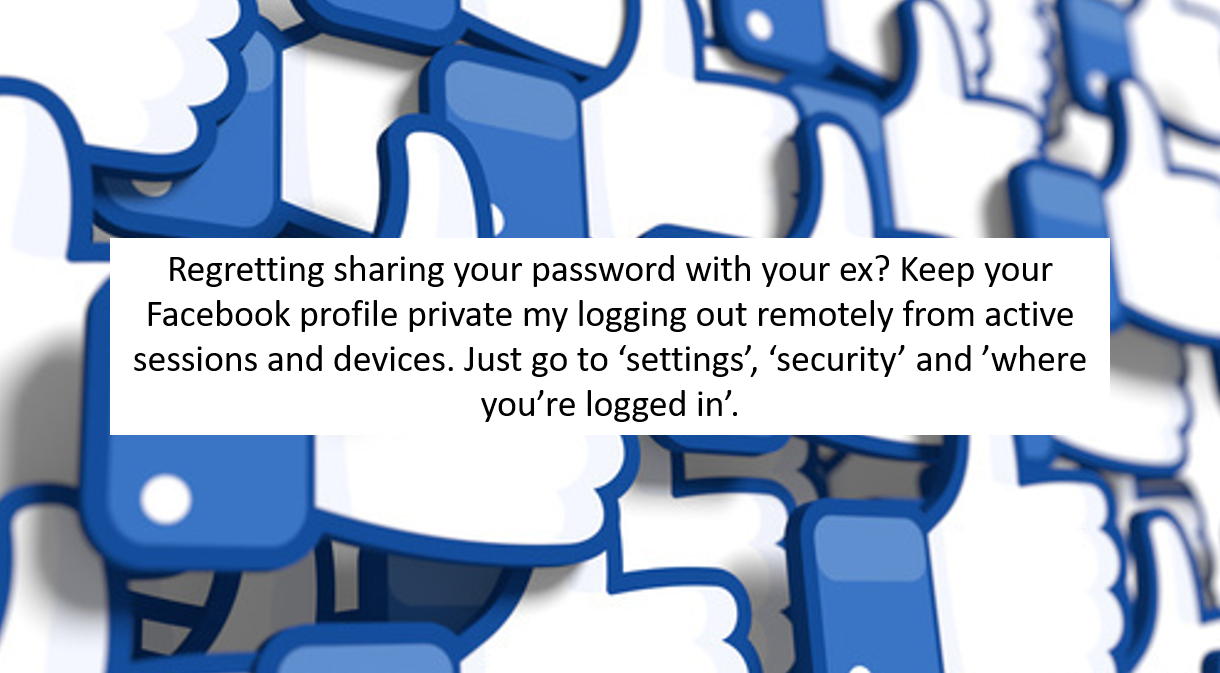 Regretting sharing your password with your ex? Keep your
Facebook profile private my logging out remotely from active
sessions and devices. Just go to ‘settings’, ‘security’ and ’where
you’re logged in’.